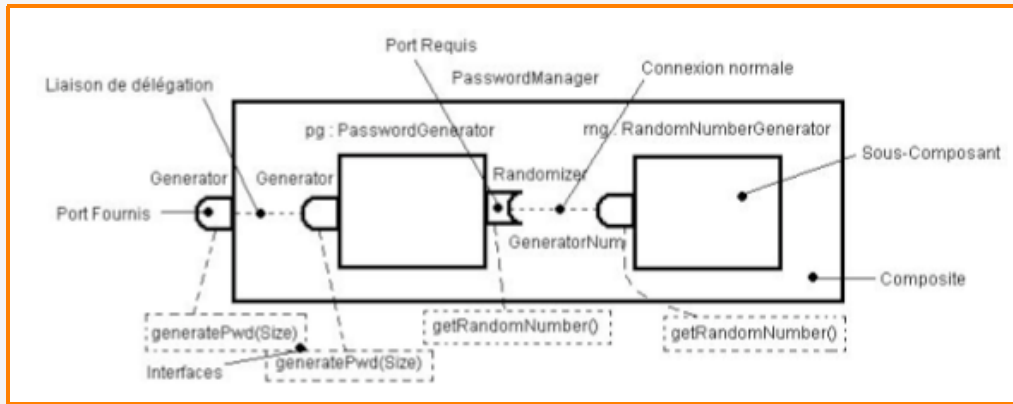 Port Requis
PasswordManager
Connexion normale
Liaison de délégation
pg : PasswordGenerator
rng : RandomNumberGenerator
Sous-Composant
Generator
Generator
Randomizer
Port Fournis
GeneratorNum
Composite
generatePwd(Size)
getRandomNumber()
getRandomNumber()
Interfaces
generatePwd(Size)